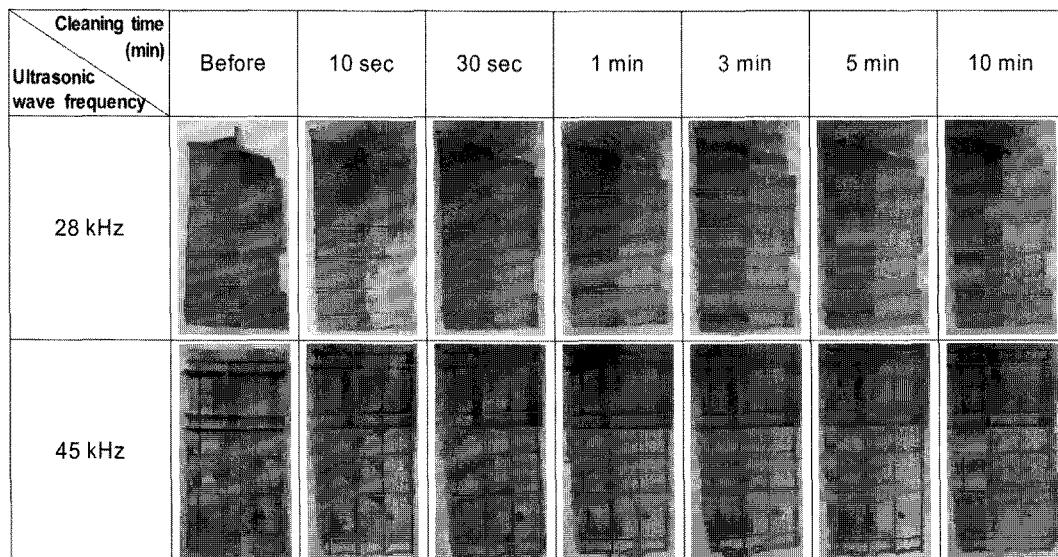 Cleaning time
(min)
Ultrasonic
wave frequency
Before
10 sec
30 sec
1 min
3 min
5 min
10 min
28 kHz
45 kHz